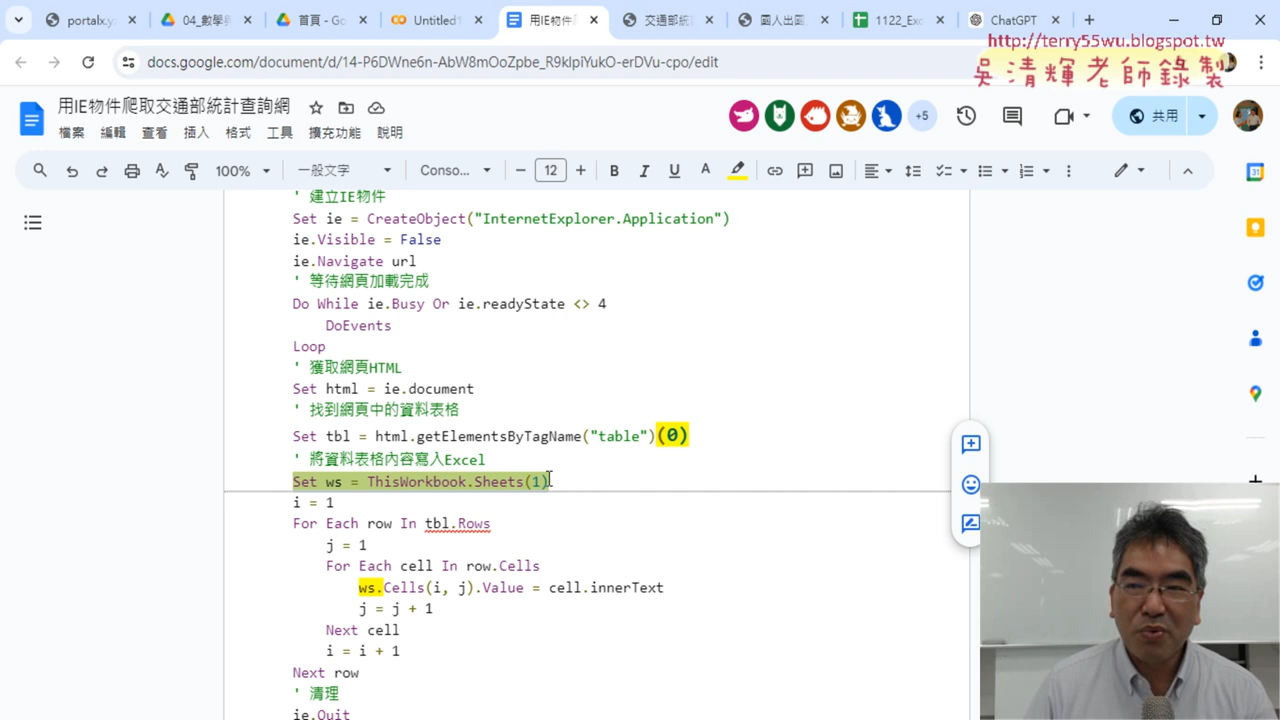 portalx.yz
04_數學與
首頁 - Go
Untitled
用IE物件
交通部統計
國人出國
1122_Exc
ChatGPT
http://terry55wu.blogspot.tw
docs.google.com/document/d/14-P6DWne6n-AbW8mOoZpbe_R9kIpiYukO-erDVu-cpo/edit
吳清輝老師錄製
用IE物件爬取交通部統計查詢網
+5
共用
檔案 編輯 查看 插入 格式 工具 擴充功能 說明
100% 一般文字 Conso... 12 B I U A
' 建立IE物件
Set ie = CreateObject("InternetExplorer.Application")
ie.Visible = False
ie.Navigate url
' 等待網頁加載完成
Do While ie.Busy Or ie.readyState <> 4
DoEvents
Loop
' 獲取網頁HTML
Set html = ie.document
' 找到網頁中的資料表格
Set tbl = html.getElementsByTagName("table")(0)
' 將資料表格內容寫入Excel
Set ws = ThisWorkbook.Sheets(1)
i = 1
For Each row In tbl.Rows
j = 1
For Each cell In row.Cells
ws.Cells(i, j).Value = cell.innerText
j = j + 1
Next cell
i = i + 1
Next row
' 清理
ie.Quit